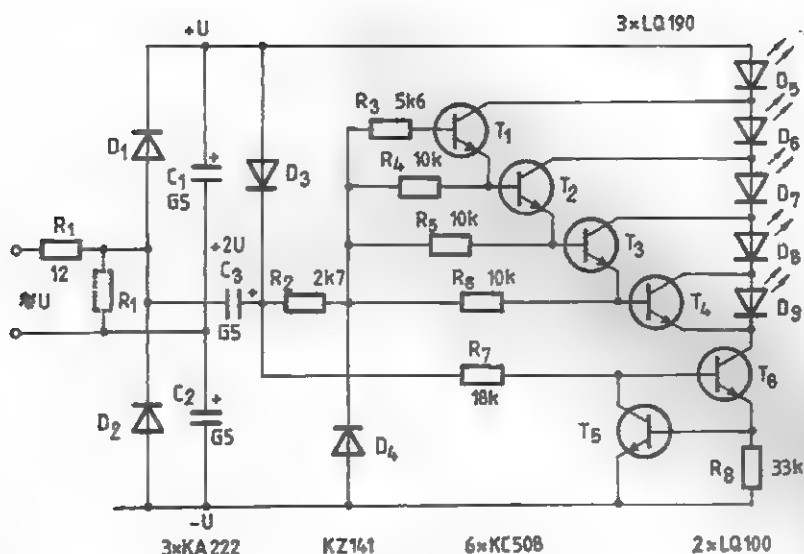 +U
3×LQ190
R3 5k6
T1
D5
D1
C1
G5
D3
R4 10k
T2
D6
R5
10k
T3
D7
R1
12
+2U
C3
G5
R2 2k7
R6 10k
T4
D8
D9
≈U
R1
R7
18k
T6
D2
C2
G5
D4
T5
R8 33k
-U
3×KA222
KZ141
6×KC508
2×LQ100